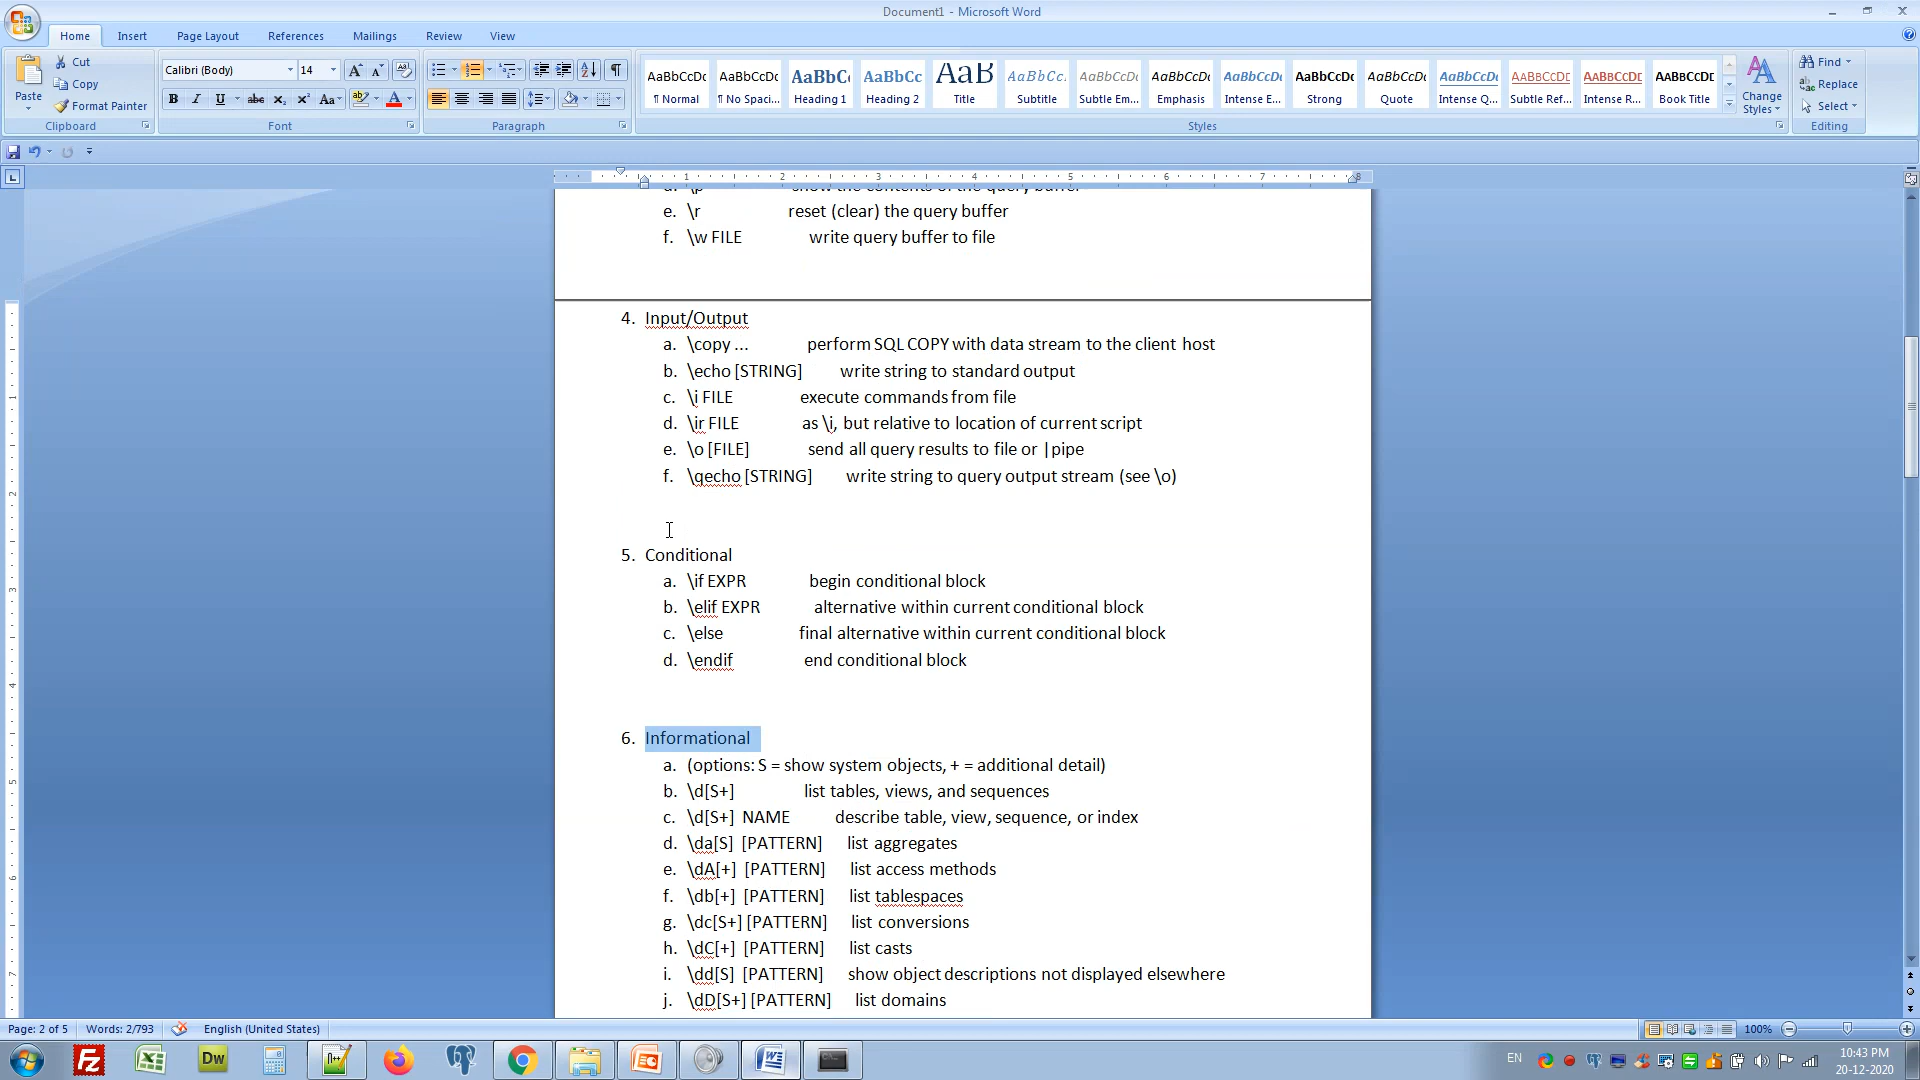 Document1 - Microsoft Word
Home Insert Page Layout References Mailings Review View
Paste
Cut
Copy
Format Painter
Clipboard
Calibri (Body) 14
Font
Paragraph
AaBbCcDc AaBbCcDc AaBbC AaBbCc AaB AaBbCc. AaBbCcDc AaBbCcDc AaBbCcDc AaBbCcDc AaBbCcDc AaBbCcDc AABBCCDE AABBCCDE AABBCCDE
¶ Normal ¶ No Spaci... Heading 1 Heading 2 Title Subtitle Subtle Em... Emphasis Intense E... Strong Quote Intense Q... Subtle Ref... Intense R... Book Title
Change Styles
Styles
Find
Replace
Select
Editing
d. \p show the contents of the query buffer
e. \r reset (clear) the query buffer
f. \w FILE write query buffer to file
4. Input/Output
a. \copy ... perform SQL COPY with data stream to the client host
b. \echo [STRING] write string to standard output
c. \i FILE execute commands from file
d. \ir FILE as \i, but relative to location of current script
e. \o [FILE] send all query results to file or |pipe
f. \qecho [STRING] write string to query output stream (see \o)
5. Conditional
a. \if EXPR begin conditional block
b. \elif EXPR alternative within current conditional block
c. \else final alternative within current conditional block
d. \endif end conditional block
6. Informational
a. (options: S = show system objects, + = additional detail)
b. \d[S+] list tables, views, and sequences
c. \d[S+] NAME describe table, view, sequence, or index
d. \da[S] [PATTERN] list aggregates
e. \dA[+] [PATTERN] list access methods
f. \db[+] [PATTERN] list tablespaces
g. \dc[S+] [PATTERN] list conversions
h. \dC[+] [PATTERN] list casts
i. \dd[S] [PATTERN] show object descriptions not displayed elsewhere
j. \dD[S+] [PATTERN] list domains
Page: 2 of 5 Words: 2/793 English (United States) 100%
EN
10:43 PM
20-12-2020